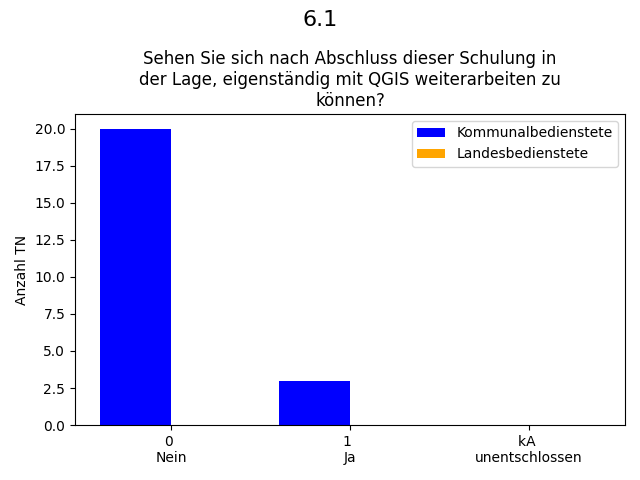 6.1
Sehen Sie sich nach Abschluss dieser Schulung in
der Lage, eigenständig mit QGIS weiterarbeiten zu
können?
Kommunalbedienstete
Landesbedienstete
Anzahl TN
20.0
17.5
15.0
12.5
10.0
7.5
5.0
2.5
0.0
0
Nein
1
Ja
kA
unentschlossen